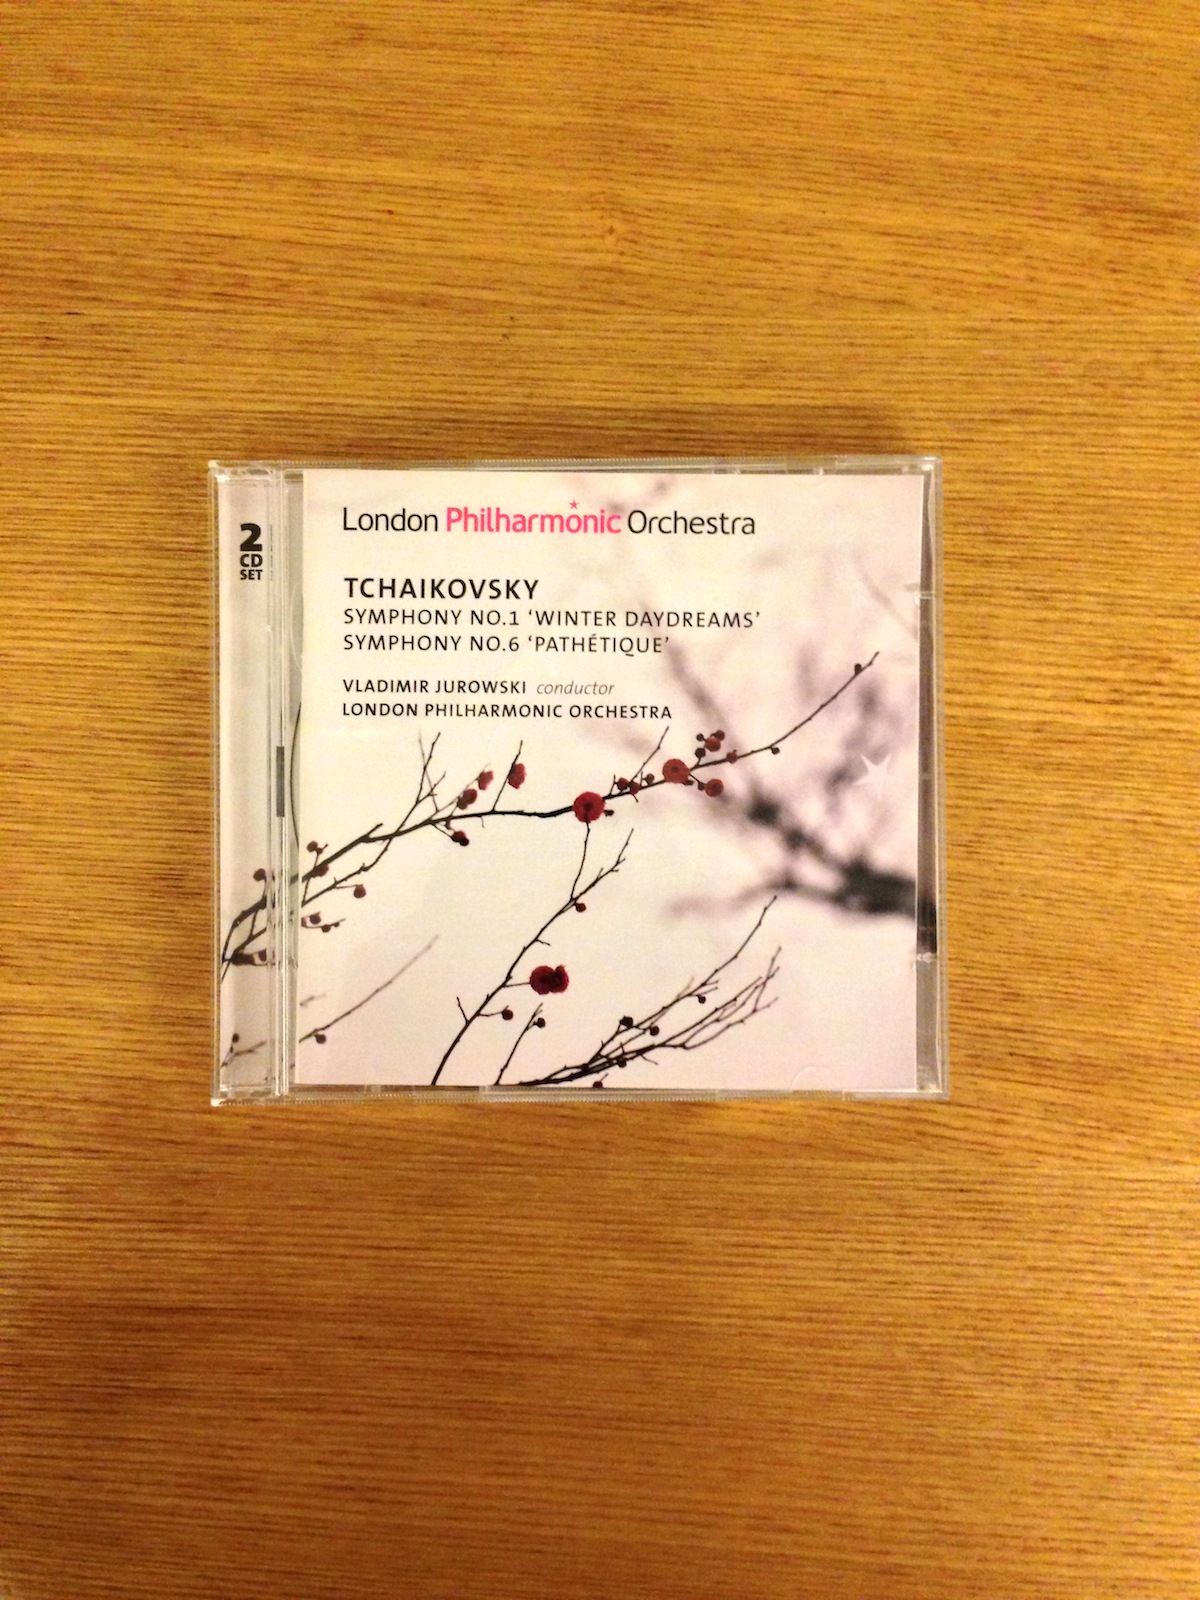 London Philharmonic Orchestra
2
CD
SET
TCHAIKOVSKY
SYMPHONY NO.1 ‘WINTER DAYDREAMS’
SYMPHONY NO.6 ‘PATHÉTIQUE’
VLADIMIR JUROWSKI conductor
LONDON PHILHARMONIC ORCHESTRA